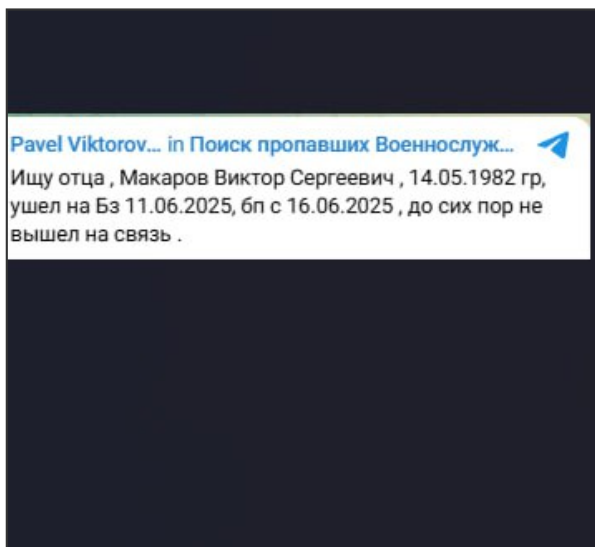 Pavel Viktorov... in Поиск пропавших Военнослуж...
Ищу отца , Макаров Виктор Сергеевич , 14.05.1982 гр,
ушел на Бз 11.06.2025, бп с 16.06.2025 , до сих пор не
вышел на связь .